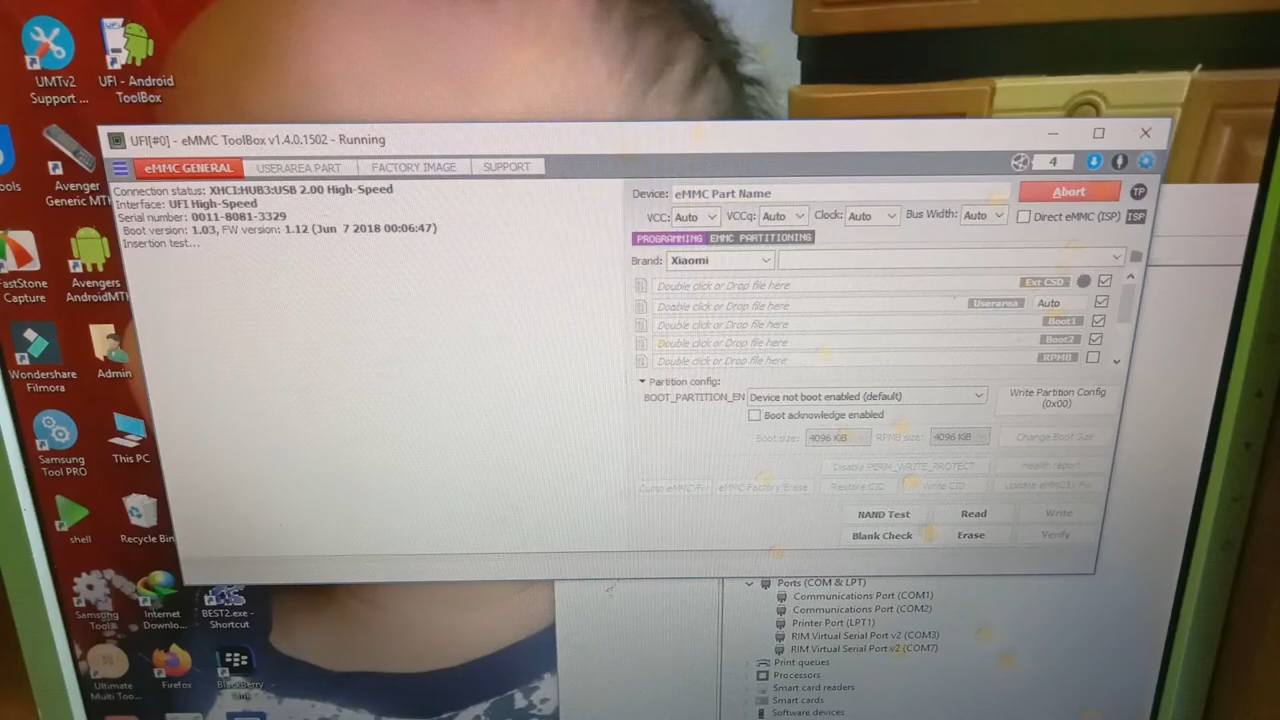 UMTv2
Support ...
UFI - Android
ToolBox
ools
Avenger
Generic MT
FastStone
Capture
Avengers
AndroidMT
Wondershare
Filmora
Admin
Samsung
Tool PRO
This PC
shell
Recycle Bin
Samsung
Tool
Internet
Downlo...
BEST2.exe -
Shortcut
Ultimate
Multi Too...
Firefox
BlackBerry
Link
UFI[#0] - eMMC ToolBox v1.4.0.1502 - Running
eMMC GENERAL
USERAREA PART
FACTORY IMAGE
SUPPORT
4
Connection status: XHCI:HUB3:USB 2.00 High-Speed
Interface: UFI High-Speed
Serial number: 0011-8081-3329
Boot version: 1.03, FW version: 1.12 (Jun 7 2018 00:06:47)
Insertion test...
Device: eMMC Part Name
Abort
TP
VCC: Auto VCCq: Auto Clock: Auto Bus Width: Auto Direct eMMC (ISP) ISP
PROGRAMMING EMMC PARTITIONING
Brand: Xiaomi
Double click or Drop file here Ext CSD
Double click or Drop file here Userarea Auto
Double click or Drop file here Boot1
Double click or Drop file here Boot2
Double click or Drop file here RPMB
Partition config:
BOOT_PARTITION_EN Device not boot enabled (default)
Write Partition Config
(0x00)
Boot acknowledge enabled
Boot size: 4096 KiB RPMB size: 4096 KiB Change Boot Size
Disable PERM_WRITE_PROTECT Health report
eMMC Factory Erase Restore CID Write CID
NAND Test Read Write
Blank Check Erase Verify
Ports (COM & LPT)
Communications Port (COM1)
Communications Port (COM2)
Printer Port (LPT1)
RIM Virtual Serial Port v2 (COM3)
RIM Virtual Serial Port v2 (COM7)
Print queues
Processors
Smart card readers
Smart cards
Software devices